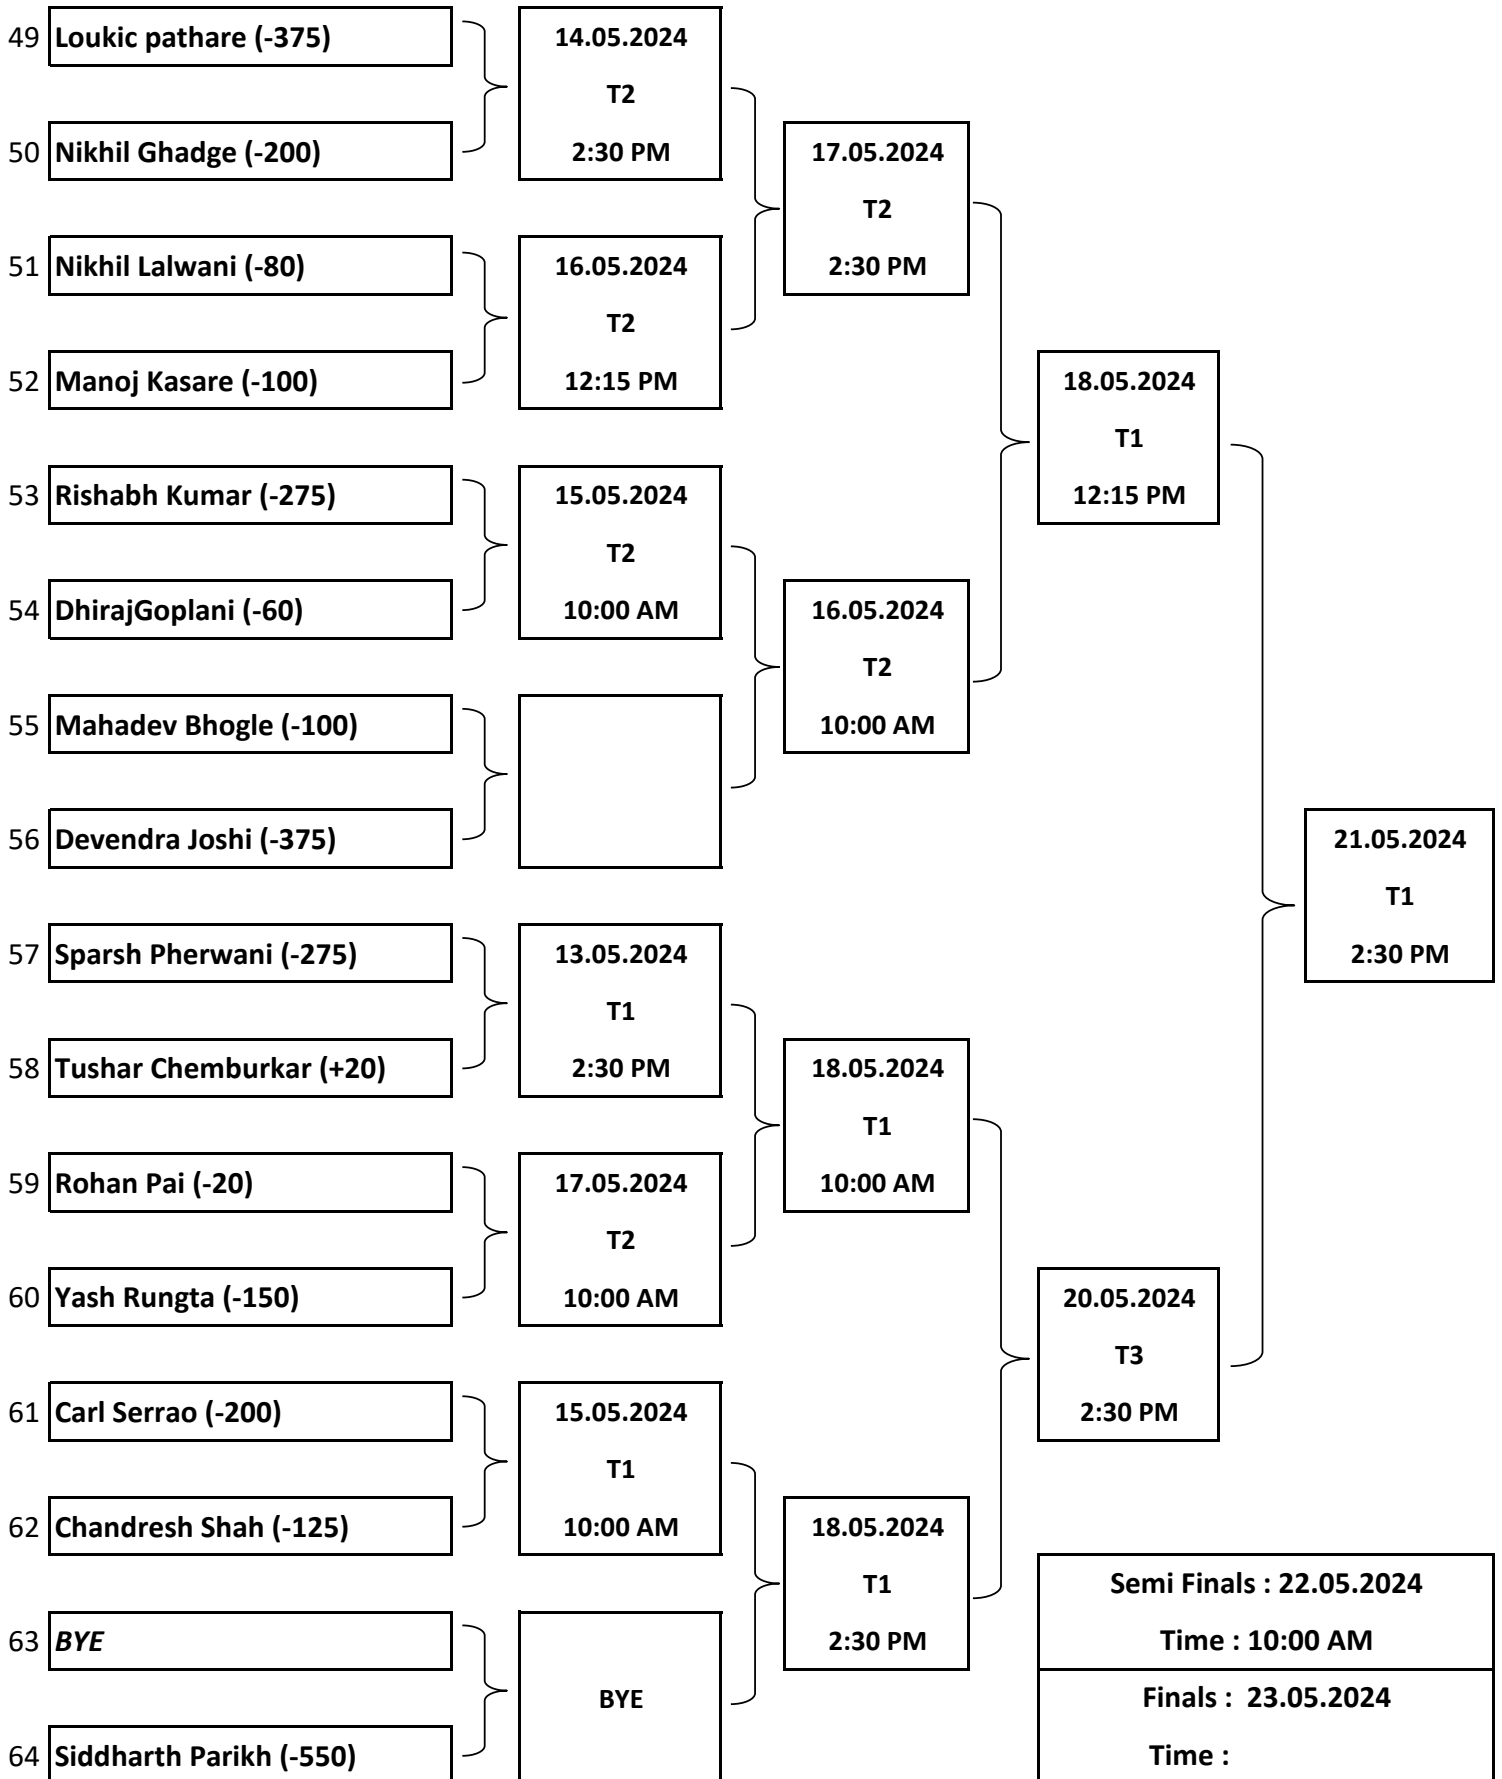 49 Loukic pathare (-375)
14.05.2024
T2
50 Nikhil Ghadge (-200)
2:30 PM
17.05.2024
T2
51 Nikhil Lalwani (-80)
16.05.2024
2:30 PM
T2
52 Manoj Kasare (-100)
12:15 PM
18.05.2024
T1
53 Rishabh Kumar (-275)
15.05.2024
12:15 PM
T2
54 DhirajGoplani (-60)
10:00 AM
16.05.2024
T2
55 Mahadev Bhogle (-100)
10:00 AM
56 Devendra Joshi (-375)
21.05.2024
T1
57 Sparsh Pherwani (-275)
13.05.2024
2:30 PM
T1
58 Tushar Chemburkar (+20)
2:30 PM
18.05.2024
T1
59 Rohan Pai (-20)
17.05.2024
10:00 AM
T2
60 Yash Rungta (-150)
10:00 AM
20.05.2024
T3
61 Carl Serrao (-200)
15.05.2024
2:30 PM
T1
62 Chandresh Shah (-125)
10:00 AM
18.05.2024
T1
Semi Finals : 22.05.2024
63 BYE
2:30 PM
Time : 10:00 AM
BYE
Finals : 23.05.2024
64 Siddharth Parikh (-550)
Time :